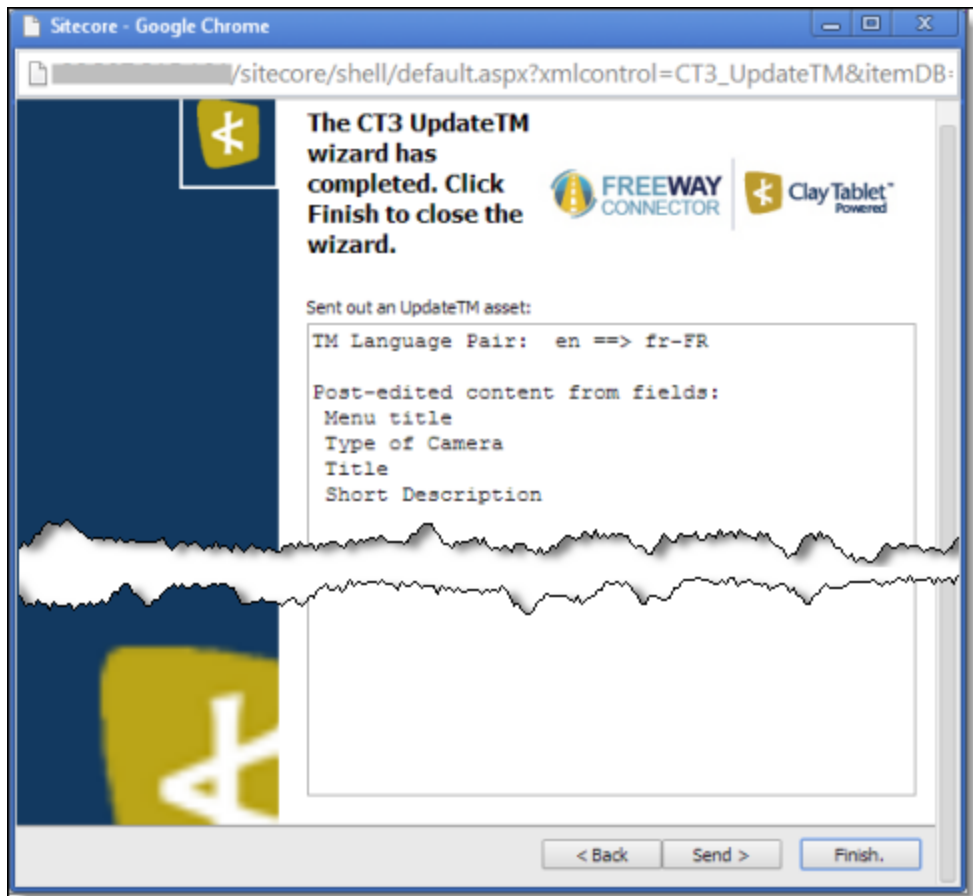 Sitecore - Google Chrome
/sitecore/shell/default.aspx?xmlcontrol=CT3_UpdateTM&itemDB=
The CT3 UpdateTM
wizard has
completed. Click
Finish to close the
wizard.
FREEWAY
CONNECTOR
Clay Tablet™
Powered
Sent out an UpdateTM asset:
TM Language Pair:  en ==> fr-FR
Post-edited content from fields:
Menu title
Type of Camera
Title
Short Description
< Back
Send >
Finish.